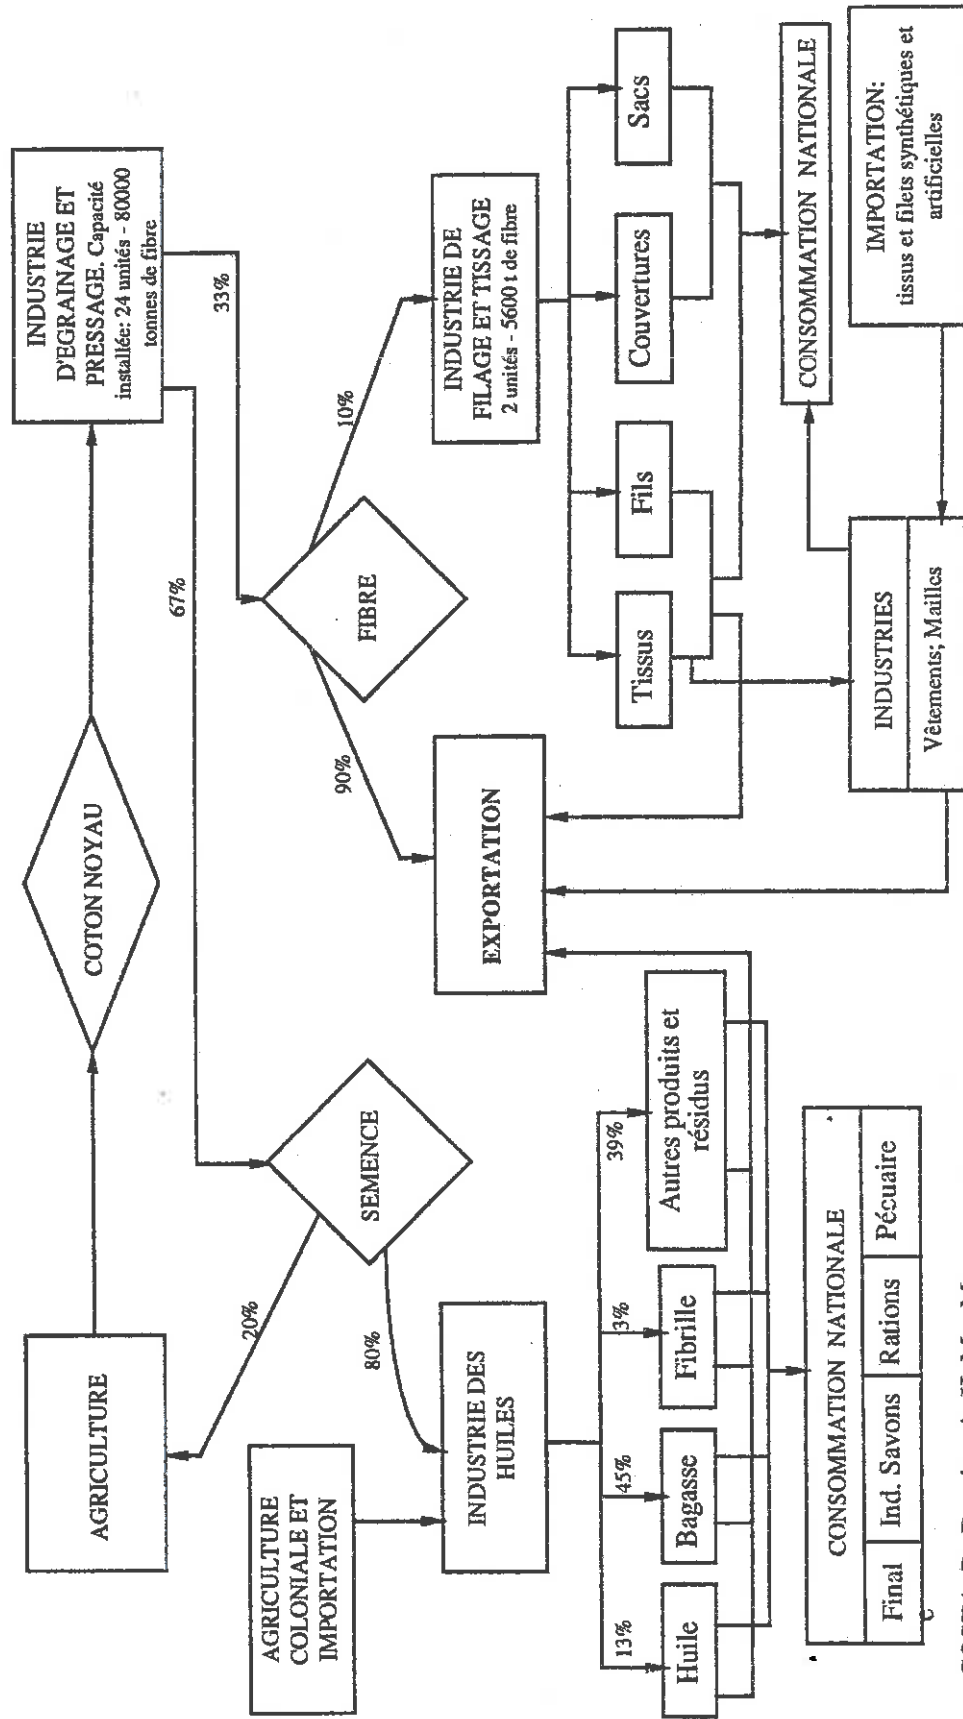 AGRICULTURE
COTON NOYAU
INDUSTRIE
D'EGRAINAGE ET
PRESSAGE. Capacité
installée: 24 unités - 80000
tonnes de fibre
67%
33%
AGRICULTURE
COLONIALE ET
IMPORTATION
20%
SEMENCE
80%
FIBRE
90%
10%
INDUSTRIE DES
HUILES
EXPORTATION
INDUSTRIE DE
FILAGE ET TISSAGE
2 unités - 5600 t de fibre
13%
45%
3%
39%
Huile
Bagasse
Fibrille
Autres produits et
résidus
Tissus
Fils
Couvertures
Sacs
CONSOMMATION NATIONALE
Final
Ind. Savons
Rations
Pécuaire
CONSOMMATION NATIONALE
INDUSTRIES
Vêtements; Mailles
IMPORTATION:
tissus et filets synthétiques et
artificielles